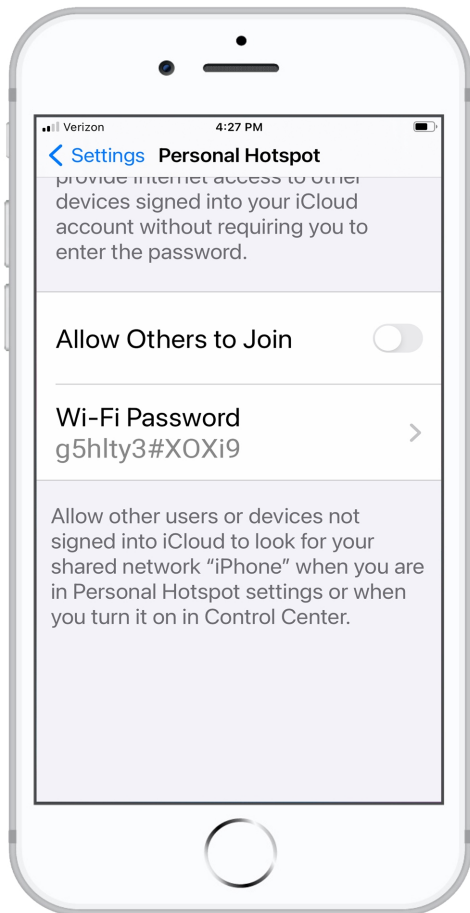 Verizon 4:27 PM
Settings Personal Hotspot
provide internet access to other
devices signed into your iCloud
account without requiring you to
enter the password.
Allow Others to Join
Wi-Fi Password
g5hlty3#XOXi9
Allow other users or devices not
signed into iCloud to look for your
shared network “iPhone” when you are
in Personal Hotspot settings or when
you turn it on in Control Center.